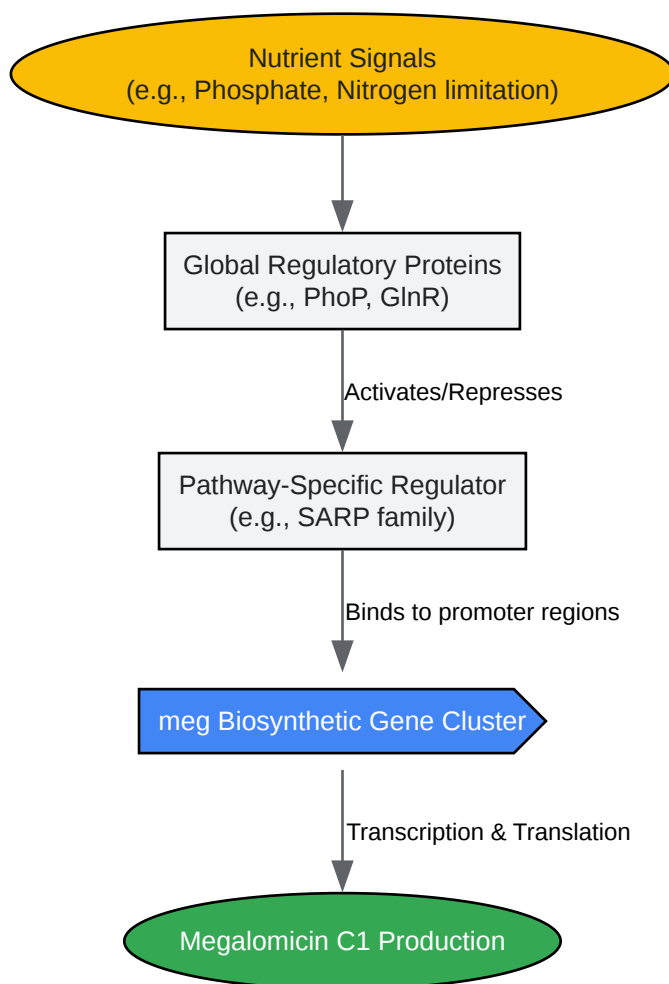 Nutrient Signals
(e.g., Phosphate, Nitrogen limitation)
Global Regulatory Proteins
(e.g., PhoP, GlnR)
Activates/Represses
Pathway-Specific Regulator
(e.g., SARP family)
Binds to promoter regions
meg Biosynthetic Gene Cluster
Transcription & Translation
Megalomicin C1 Production